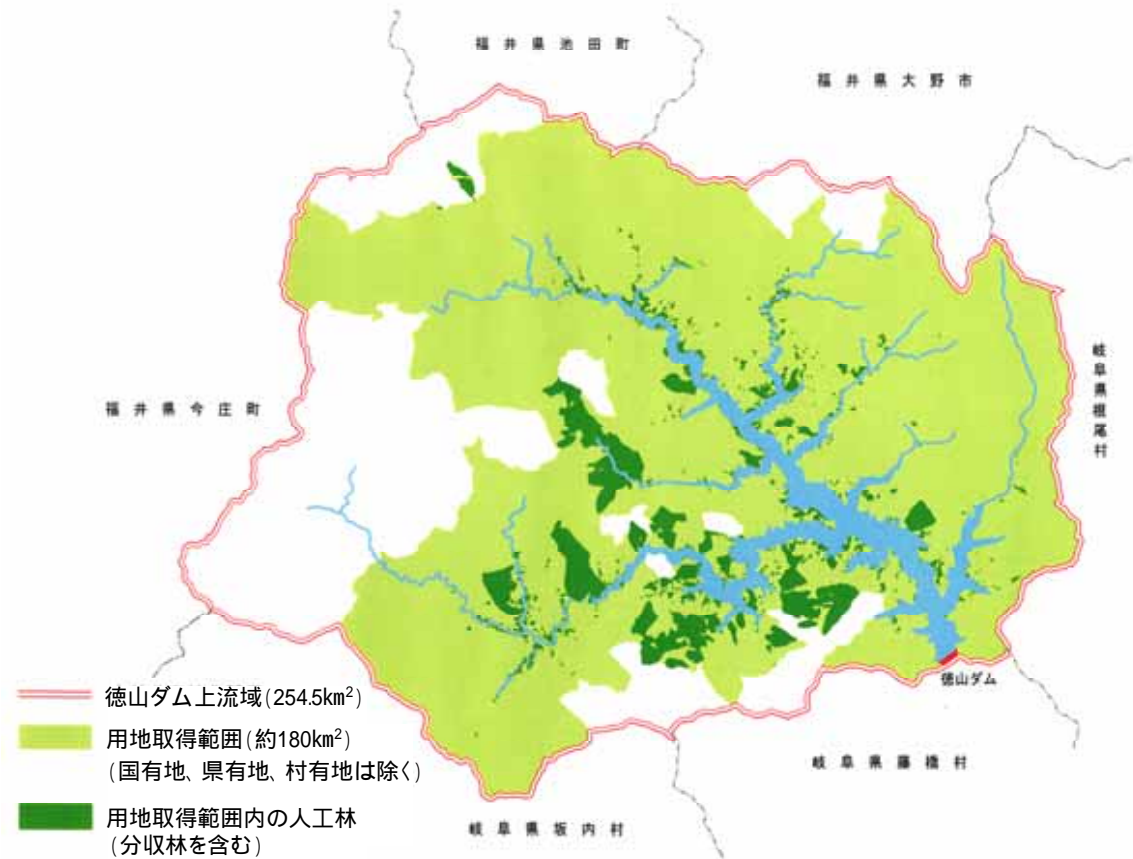 福井県池田町
福井県大野市
岐阜県根尾村
福井県今庄町
徳山ダム
岐阜県藤橋村
岐阜県坂内村
徳山ダム上流域(254.5km²)
用地取得範囲(約180km²)
(国有地、県有地、村有地は除く)
用地取得範囲内の人工林
(分収林を含む)